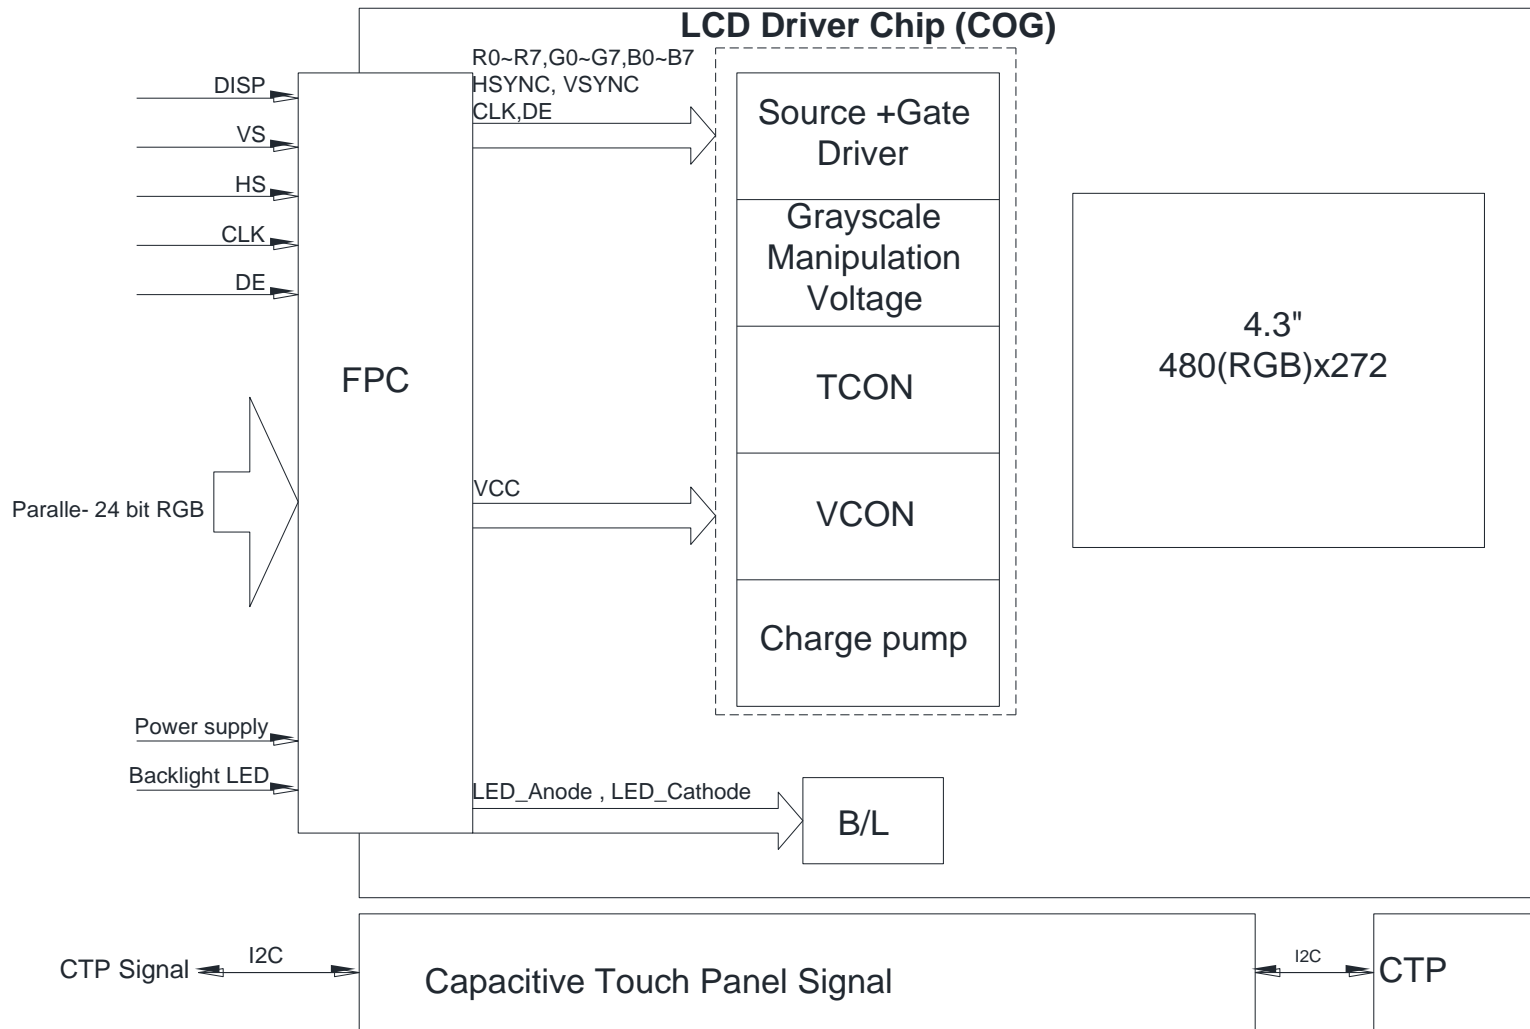 LCD Driver Chip (COG)
R0~R7,G0~G7,B0~B7
HSYNC, VSYNC
CLK,DE
DISP
VS
HS
CLK
DE
FPC
Paralle- 24 bit RGB
Power supply
Backlight LED
VCC
LED_Anode , LED_Cathode
Source +Gate
Driver
Grayscale
Manipulation
Voltage
TCON
VCON
Charge pump
B/L
4.3"
480(RGB)x272
CTP Signal
I2C
Capacitive Touch Panel Signal
I2C
CTP